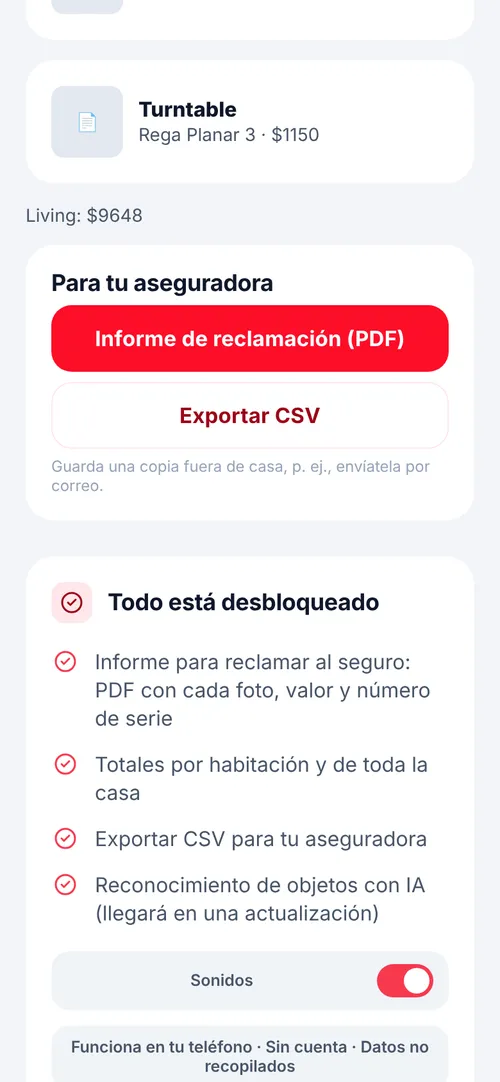 Turntable
Rega Planar 3 · $1150
Living: $9648
Para tu aseguradora
Informe de reclamación (PDF)
Exportar CSV
Guarda una copia fuera de casa, p. ej., envíatela por
correo.
Todo está desbloqueado
Informe para reclamar al seguro:
PDF con cada foto, valor y número
de serie
Totales por habitación y de toda la
casa
Exportar CSV para tu aseguradora
Reconocimiento de objetos con IA
(llegará en una actualización)
Sonidos
Funciona en tu teléfono · Sin cuenta · Datos no
recopilados